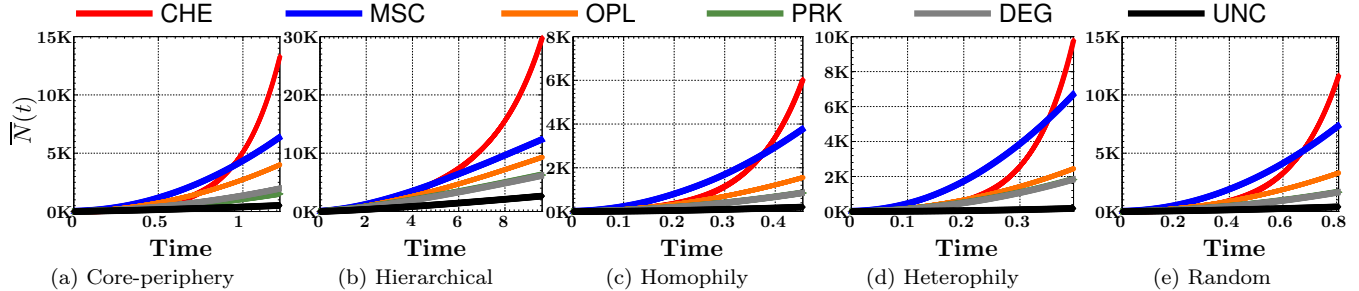 CHE MSC OPL PRK DEG UNC
N(t)
15K 10K 5K 0K
0.5 1
Time
(a) Core-periphery
30K 20K 10K 0K
2 4 6 8
Time
(b) Hierarchical
8K 6K 4K 2K 0K
0 0.1 0.2 0.3 0.4
Time
(c) Homophily
10K 8K 6K 4K 2K 0K
0 0.1 0.2 0.3
Time
(d) Heterophily
15K 10K 5K 0K
0 0.2 0.4 0.6 0.8
Time
(e) Random